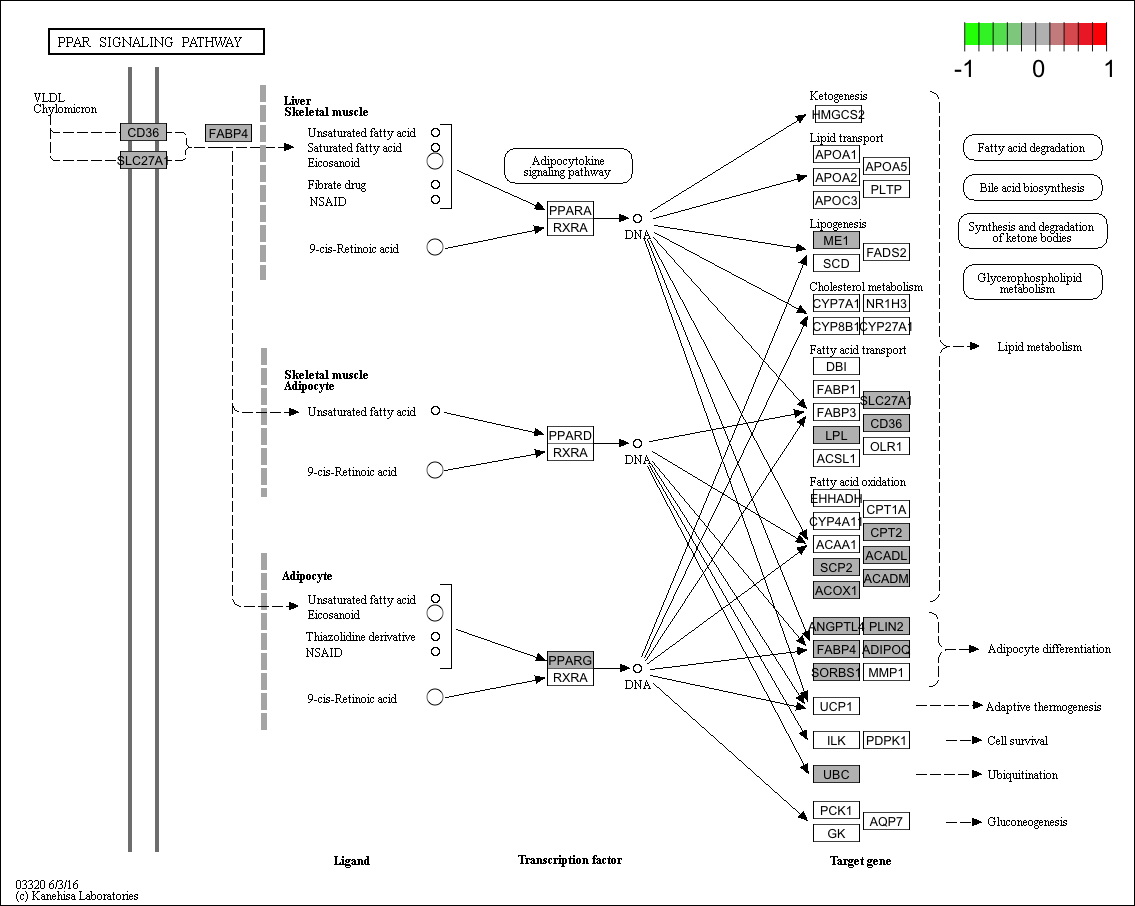 PPAR SIGNALING PATHWAY
-1 0 1
VLDL
Chylomicron
CD36
SLC27A1
FABP4
Liver
Skeletal muscle
Unsaturated fatty acid
Saturated fatty acid
Eicosanoid
Fibrate drug
NSAID
9-cis-Retinoic acid
Adipocytokine
signaling pathway
PPARA
RXRA
DNA
Skeletal muscle
Adipocyte
Unsaturated fatty acid
9-cis-Retinoic acid
PPARD
RXRA
DNA
Adipocyte
Unsaturated fatty acid
Eicosanoid
Thiazolidine derivative
NSAID
9-cis-Retinoic acid
PPARG
RXRA
DNA
Ketogenesis
HMGCS2
Lipid transport
APOA1
APOA2
APOC3
APOA5
PLTP
Lipogenesis
ME1
SCD
FADS2
Cholesterol metabolism
CYP7A1 NR1H3
CYP8B1 CYP27A1
Fatty acid transport
DBI
FABP1
FABP3
LPL
ACSL1
SLC27A1
CD36
OLR1
Fatty acid oxidation
EHHADH
CYP4A11
ACAA1
SCP2
ACOX1
CPT1A
CPT2
ACADL
ACADM
ANGPTL4 PLIN2
FABP4 ADIPOQ
SORBS1 MMP1
UCP1
ILK PDPK1
UBC
PCK1
GK
AQP7
Fatty acid degradation
Bile acid biosynthesis
Synthesis and degradation
of ketone bodies
Glycerophospholipid
metabolism
Lipid metabolism
Adipocyte differentiation
Adaptive thermogenesis
Cell survival
Ubiquitination
Gluconeogenesis
Ligand
Transcription factor
Target gene
03320 6/3/16
(c) Kanehisa Laboratories